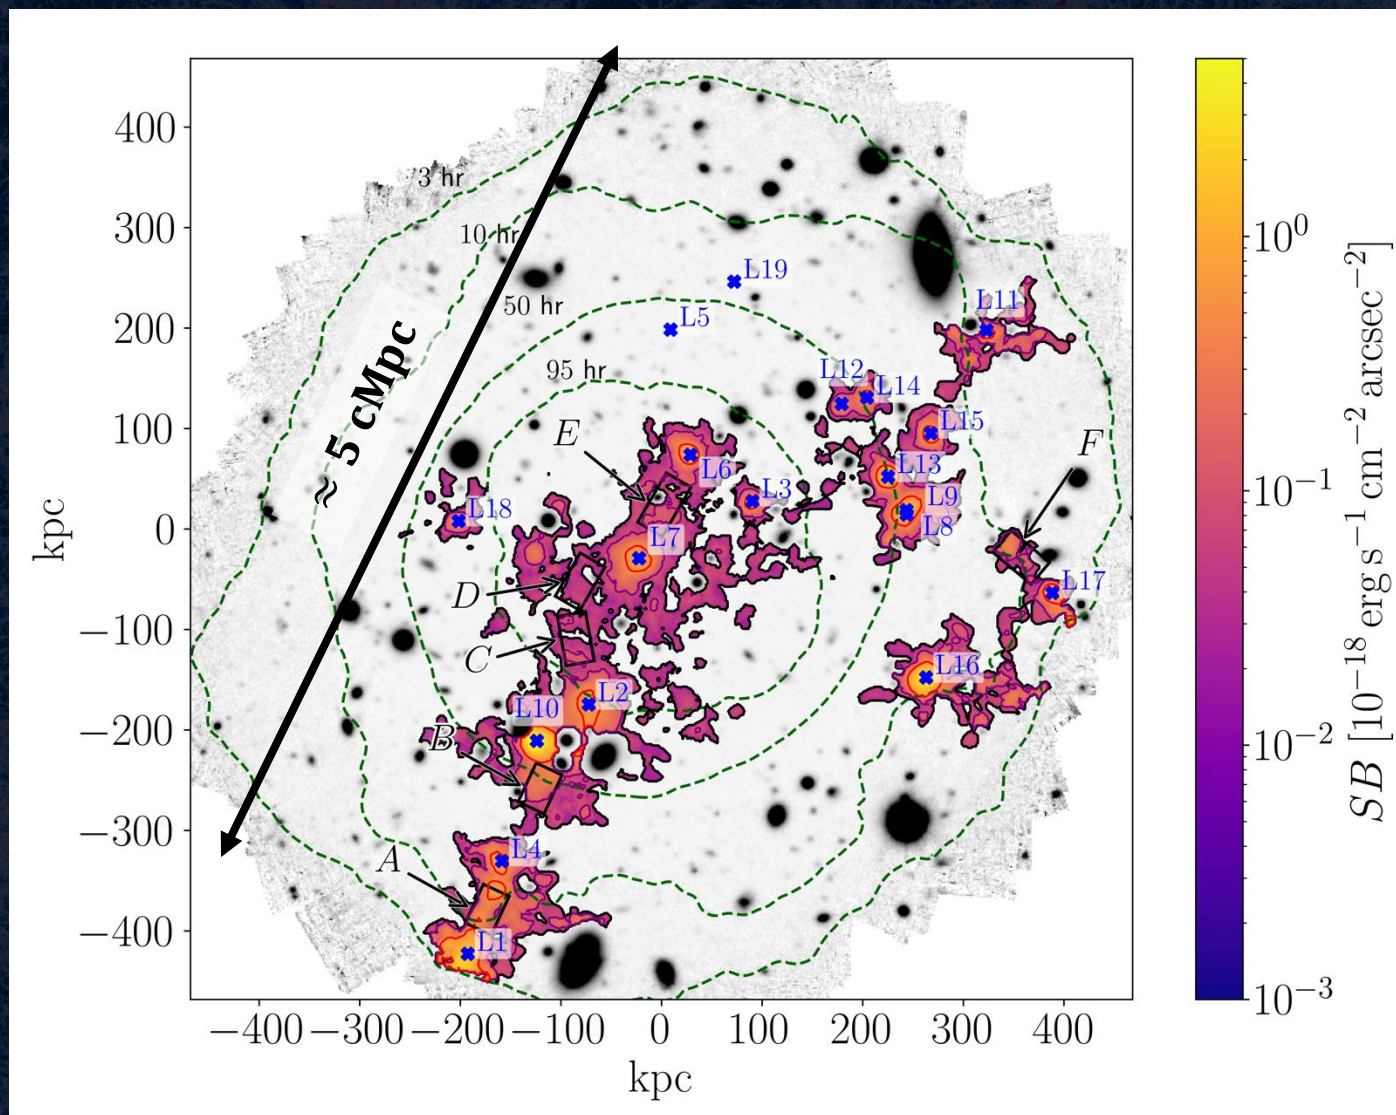 400
300
200
100
0
−100
−200
−300
−400
kpc
−400
−300
−200
−100
0
100
200
300
400
kpc
≈ 5 cMpc
3 hr
10 hr
50 hr
95 hr
L19
L5
L11
L12
L14
L15
L13
L9
L8
L6
L3
L7
L18
L17
L16
L2
L10
L4
L1
E
F
D
C
B
A
10⁰
10⁻¹
10⁻²
10⁻³
SB [10⁻¹⁸ erg s⁻¹ cm⁻² arcsec⁻²]